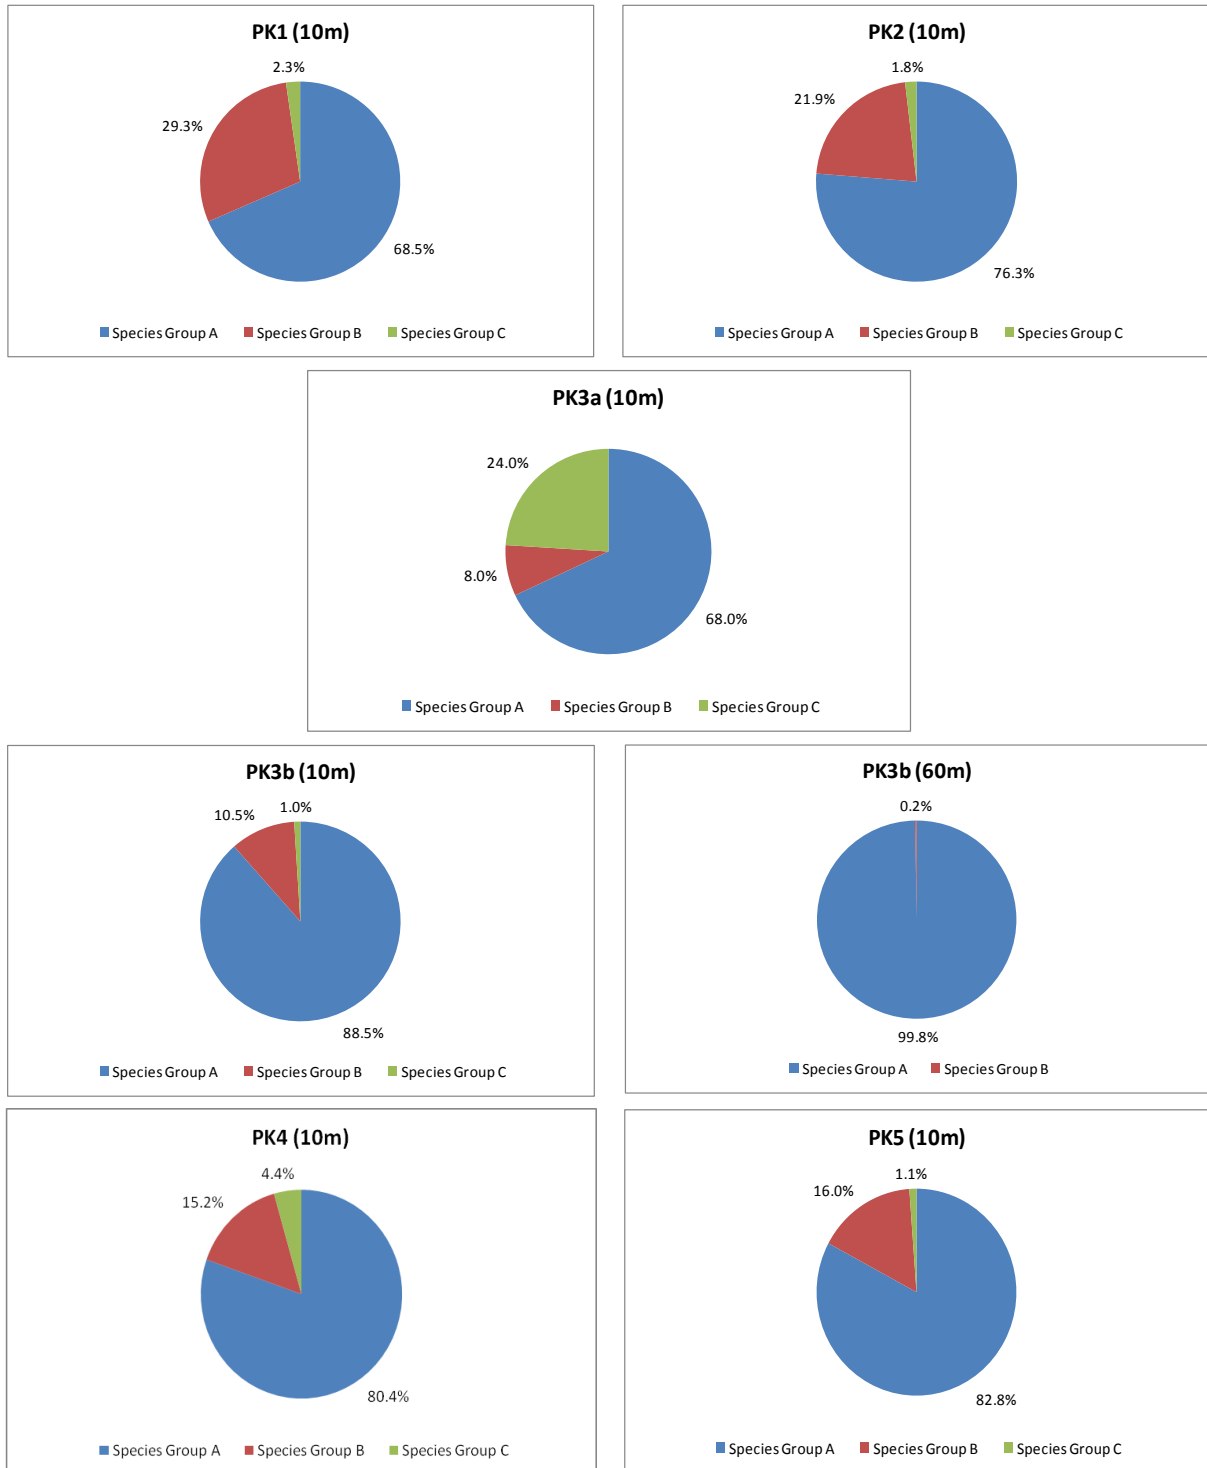 PK1 (10m)
2.3%
29.3%
68.5%
Species Group A Species Group B Species Group C
PK2 (10m)
1.8%
21.9%
76.3%
Species Group A Species Group B Species Group C
PK3a (10m)
24.0%
8.0%
68.0%
Species Group A Species Group B Species Group C
PK3b (10m)
1.0%
10.5%
88.5%
Species Group A Species Group B Species Group C
PK3b (60m)
0.2%
99.8%
Species Group A Species Group B
PK4 (10m)
4.4%
15.2%
80.4%
Species Group A Species Group B Species Group C
PK5 (10m)
1.1%
16.0%
82.8%
Species Group A Species Group B Species Group C